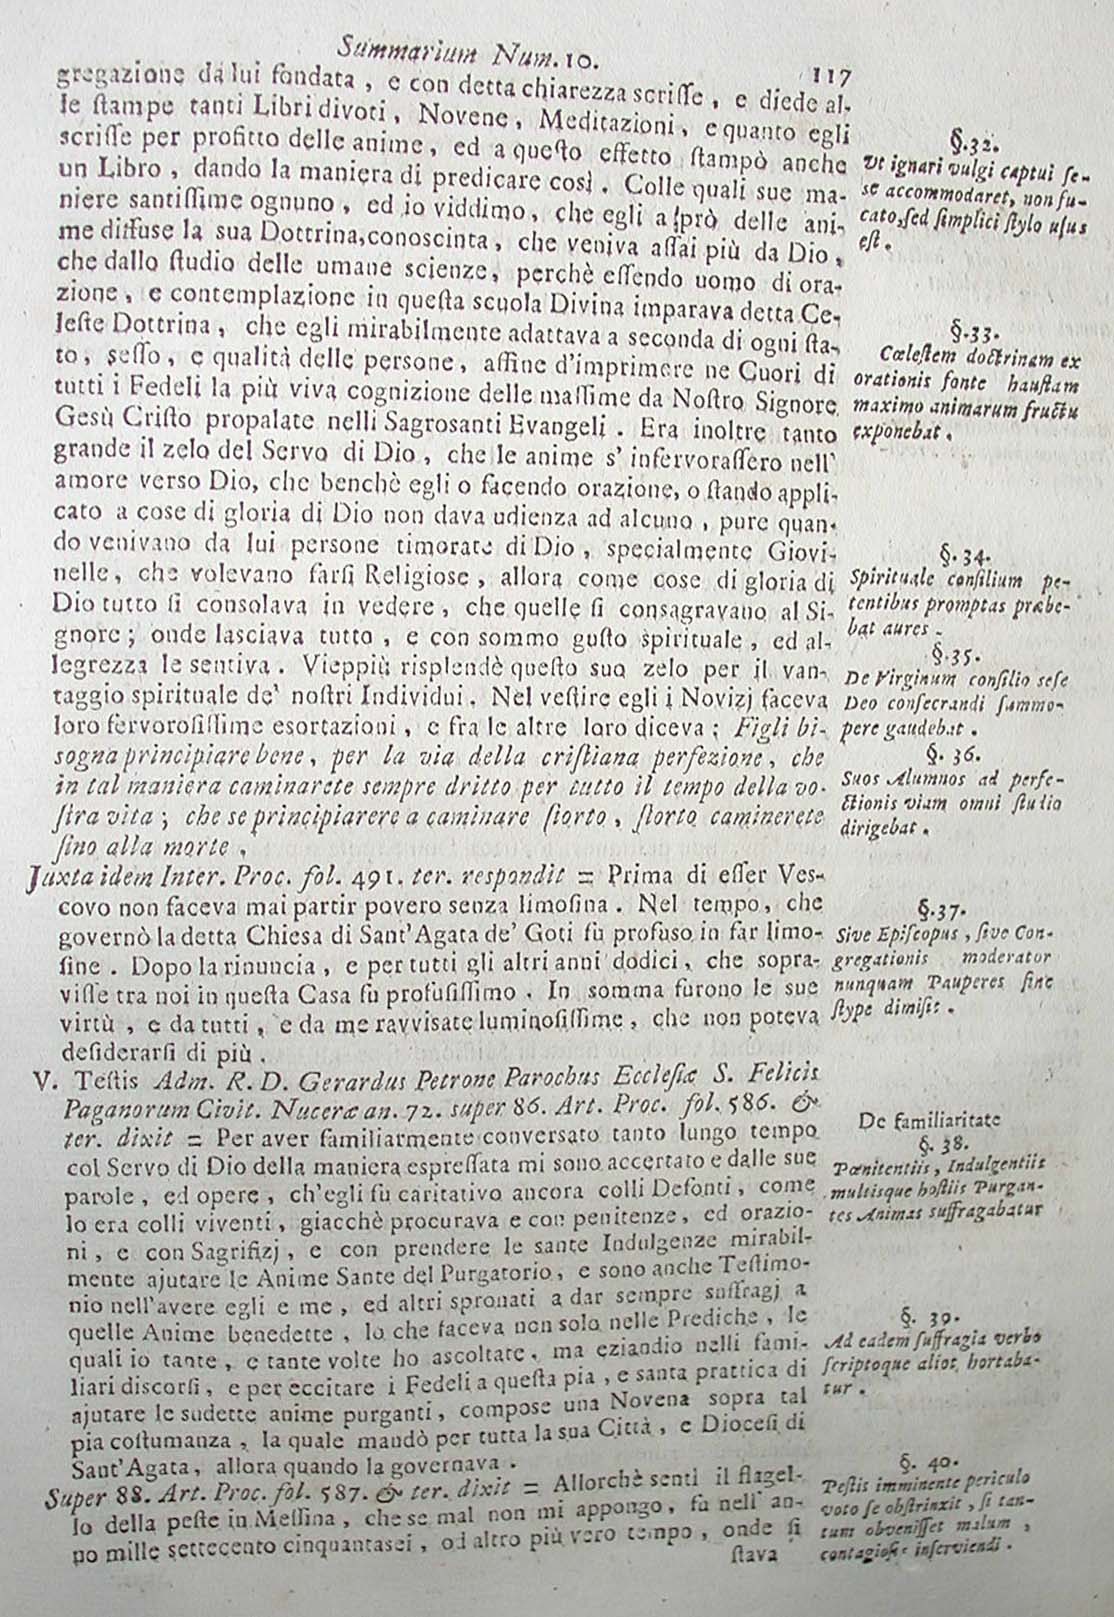 Summarium Num. 10.
117
gregazione da lui fondata, e con detta chiarezza scriſſe, e diede al-
le ſtampe tanti Libri divoti, Novene, Meditazioni, e quanto egli
scriſſe per profitto delle anime, ed a queſto effetto ſtampò anche
un Libro, dando la maniera di predicare così. Colle quali sue ma-
niere santiſſime ognuno, ed io viddimo, che egli a prò delle ani-
me diffuse la sua Dottrina, conoscinta, che veniva aſſai più da Dio,
che dallo ſtudio delle umane scienze, perchè eſſendo uomo di ora-
zione, e contemplazione in queſta scuola Divina imparava detta Ce-
leſte Dottrina, che egli mirabilmente adattava a seconda di ogni ſta-
to, seſſo, e qualità delle persone, affine d'imprimere ne Cuori di
tutti i Fedeli la più viva cognizione delle maſſime da Noſtro Signore
Gesù Criſto propalate nelli Sagrosanti Evangeli. Era inoltre tanto
grande il zelo del Servo di Dio, che le anime s' infervoraſſero nell'
amore verso Dio, che benchè egli o facendo orazione, o ſtando appli-
cato a cose di gloria di Dio non dava udienza ad alcuno, pure quan-
do venivano da lui persone timorate di Dio, specialmente Giovi-
nelle, che volevano farſi Religiose, allora come cose di gloria di
Dio tutto ſi consolava in vedere, che quelle ſi consagravano al Si-
gnore; onde lasciava tutto, e con sommo guſto spirituale, ed al-
legrezza le sentiva. Vieppiù risplendè queſto suo zelo per il van-
taggio spirituale de' noſtri Individui. Nel veſtire egli i Novizj faceva
loro fervoroſiſſime esortazioni, e fra le altre loro diceva; Figli bi-
sogna principiare bene, per la via della criſtiana perfezione, che
in tal maniera caminarete sempre dritto per tutto il tempo della vo-
ſtra vita; che se principiarere a caminare ſtorto, ſtorto caminerete
ſino alla morte.
Juxta idem Inter. Proc. fol. 491. ter. respondit = Prima di eſſer Ves-
covo non faceva mai partir povero senza limoſina. Nel tempo, che
governò la detta Chiesa di Sant'Agata de' Goti fu profuso in far limo-
ſine. Dopo la rinuncia, e per tutti gli altri anni dodici, che sopra-
viſſe tra noi in queſta Casa fu profuſiſſimo. In somma furono le sue
virtù, e da tutti, e da me ravvisate luminoſiſſime, che non poteva
deſiderarſi di più.
V. Teſtis Adm. R. D. Gerardus Petrone Parochus Eccleſiæ S. Felicis
Paganorum Civit. Nuceræ an. 72. super 86. Art. Proc. fol. 586. &
ter. dixit = Per aver familiarmente conversato tanto lungo tempo
col Servo di Dio della maniera espreſſata mi sono accertato e dalle sue
parole, ed opere, ch'egli fu caritativo ancora colli Defonti, come
lo era colli viventi, giacchè procurava e con penitenze, ed orazio-
ni, e con Sagrifizj, e con prendere le sante Indulgenze mirabil-
mente ajutare le Anime Sante del Purgatorio, e sono anche Teſtimo-
nio nell'avere egli e me, ed altri spronati a dar sempre suffragj a
quelle Anime benedette, lo che faceva non solo nelle Prediche, le
quali io tante, e tante volte ho ascoltate, ma eziandio nelli fami-
liari discorſi, e per eccitare i Fedeli a queſta pia, e santa prattica di
ajutare le sudette anime purganti, compose una Novena sopra tal
pia coſtumanza, la quale mandò per tutta la sua Città, e Dioceſi di
Sant'Agata, allora quando la governava.
Super 88. Art. Proc. fol. 587. & ter. dixit = Allorchè senti il flagel-
lo della peſte in Meſſina, che se mal non mi appongo, fu nell' an-
no mille settecento cinquantasei, od altro più vero tempo, onde ſi
ſtava
§.32.
Ut ignari vulgi captui ſe-
se accommodaret, non fu-
cato, ſed ſimplici ſtylo uſus
eſt.
§.33.
Cœleſtem doctrinam ex
orationis fonte hauſtam
maximo animarum fructu
exponebat.
§.34.
Spirituale conſilium pe-
tentibus promptas præbe-
bat aures.
§.35.
De Virginum conſilio sese
Deo conſecrandi ſummo-
pere gaudebat.
§. 36.
Suos Alumnos ad perfe-
ctionis viam omni ſtudio
dirigebat.
§.37.
Sive Epiſcopus, ſive Con-
gregationis moderator
nunquam Pauperes ſine
ſtype dimiſit.
De familiaritate
§. 38.
Pœnitentiis, Indulgentiis
multisque hoſtiis Purgan-
tes Animas suffragabatur
§. 39.
Ad eadem ſuffragia verbo
ſcriptoque aliot hortaba-
tur.
§. 40.
Peſtis imminente periculo
voto ſe obſtrinxit, ſi tan-
tum obveniſſet malum,
contagioſis inſerviendi.